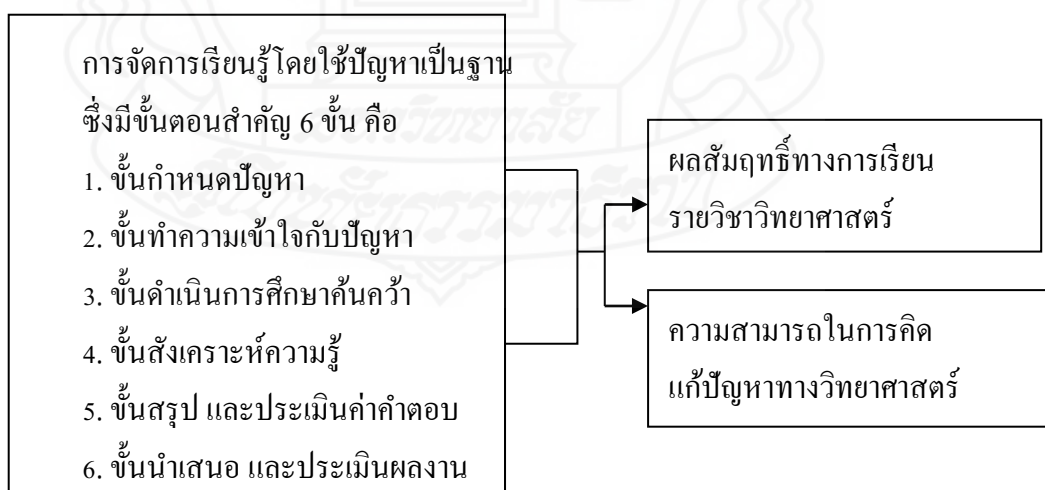 การจัดการเรียนรู้โดยใช้ปัญหาเป็นฐาน
ซึ่งมีขั้นตอนสำคัญ 6 ขั้น คือ
1. ขั้นกำหนดปัญหา
2. ขั้นทำความเข้าใจกับปัญหา
3. ขั้นดำเนินการศึกษาค้นคว้า
4. ขั้นสังเคราะห์ความรู้
5. ขั้นสรุป และประเมินค่าคำตอบ
6. ขั้นนำเสนอ และประเมินผลงาน
ผลสัมฤทธิ์ทางการเรียน
รายวิชาวิทยาศาสตร์
ความสามารถในการคิด
แก้ปัญหาทางวิทยาศาสตร์